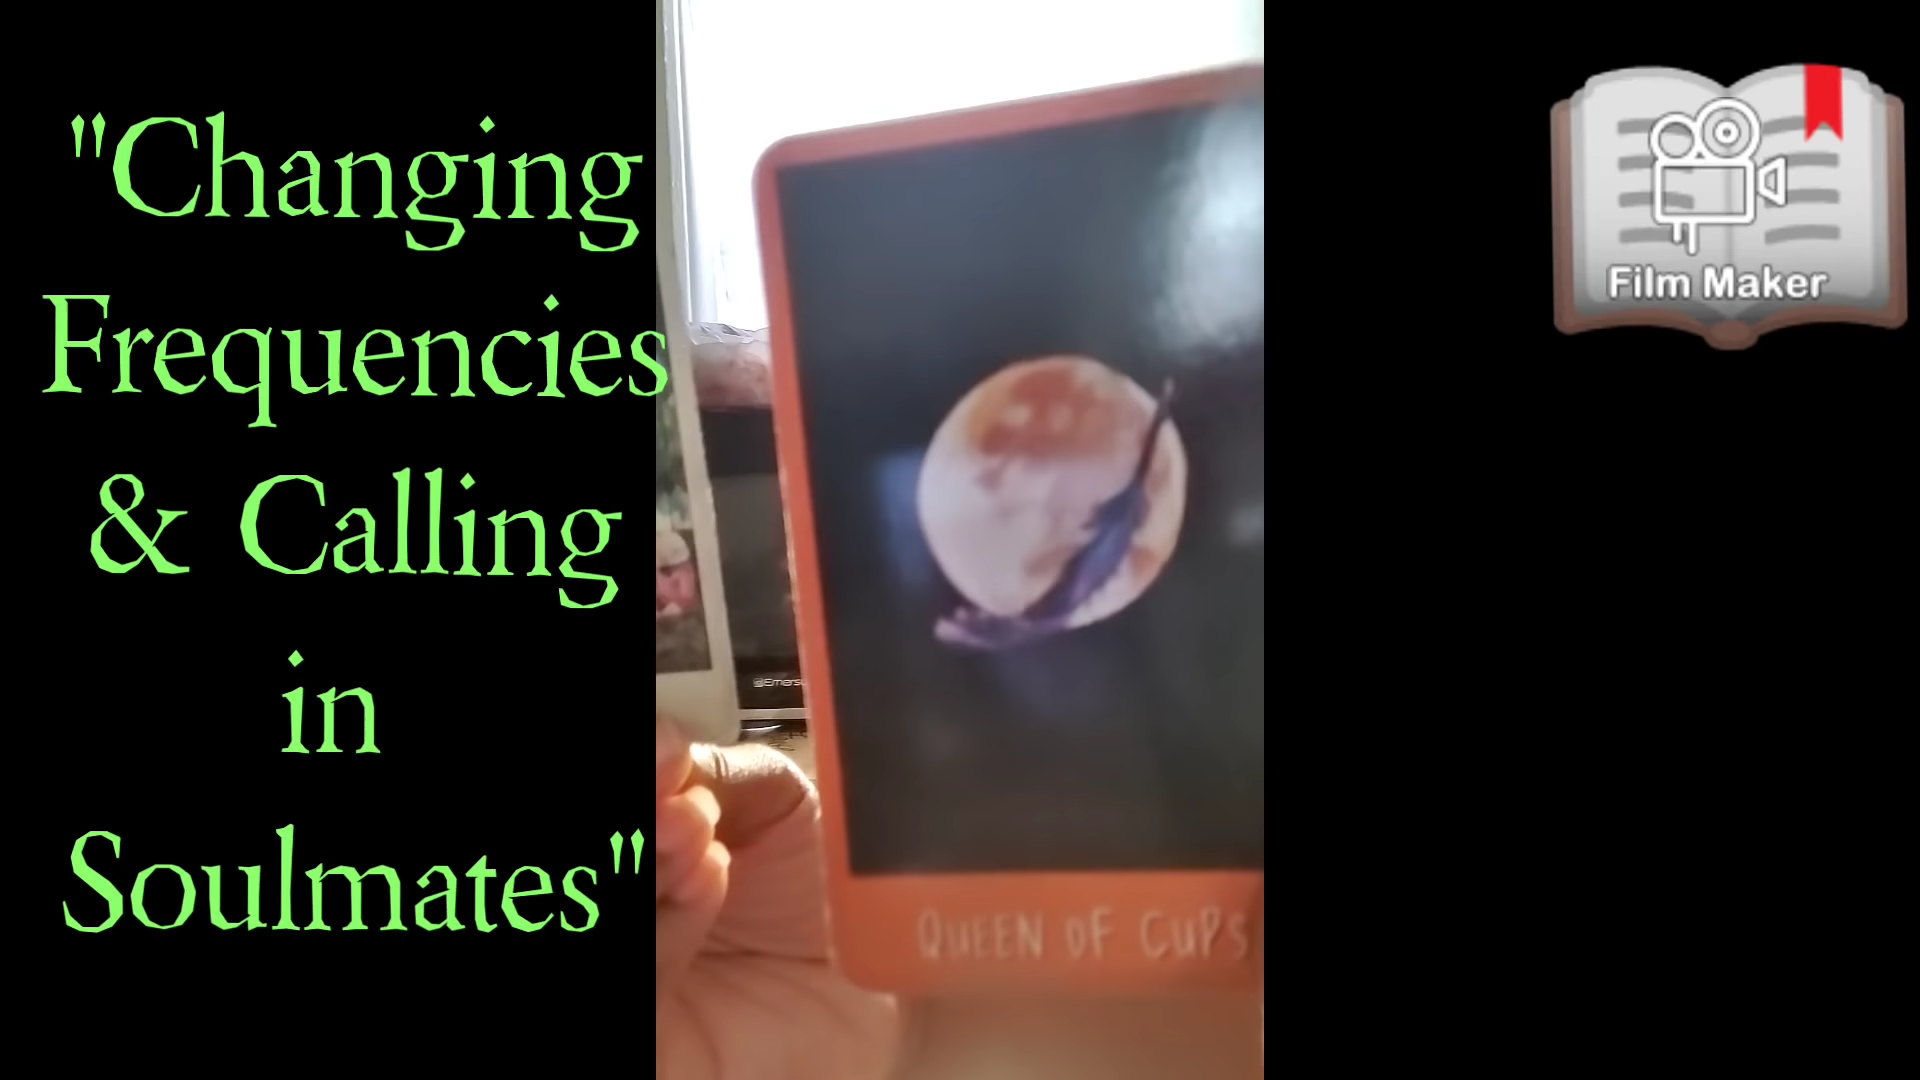 "Changing
Frequencies
& Calling
in
Soulmates"
Film Maker
QUEEN OF CUPS